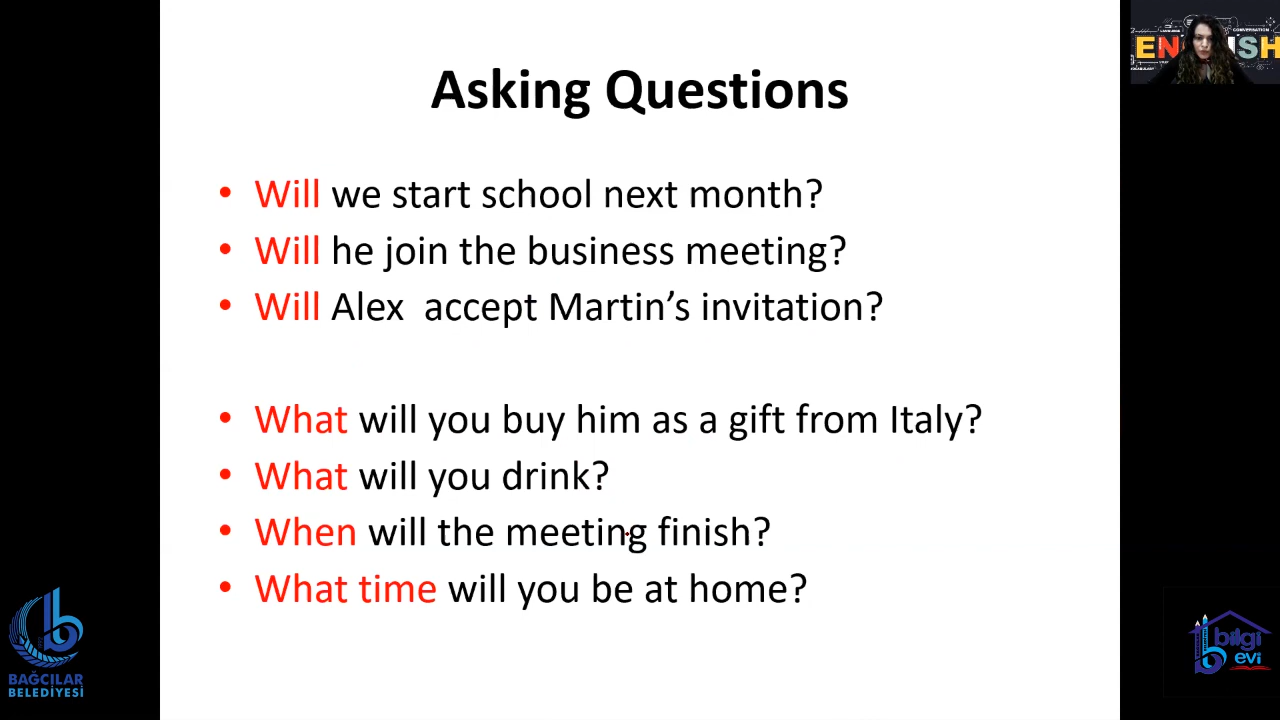 Asking Questions
• Will we start school next month?
• Will he join the business meeting?
• Will Alex  accept Martin’s invitation?
• What will you buy him as a gift from Italy?
• What will you drink?
• When will the meeting finish?
• What time will you be at home?
CONVERSATION
BAĞCILAR
BELEDİYESİ
bilgi
evi